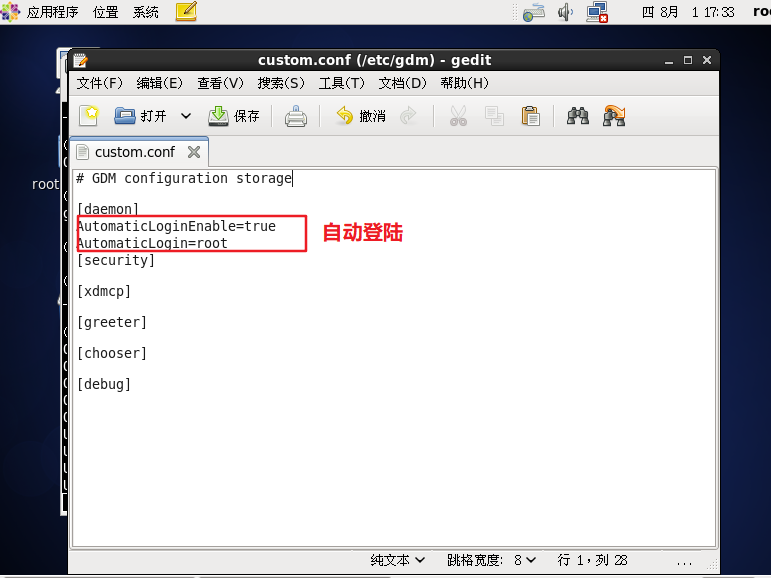 应用程序 位置 系统 四 8月 1 17:33 roo
custom.conf (/etc/gdm) - gedit
文件(F) 编辑(E) 查看(V) 搜索(S) 工具(T) 文档(D) 帮助(H)
打开 保存 撤消
custom.conf
root
# GDM configuration storage
[daemon]
AutomaticLoginEnable=true
AutomaticLogin=root
自动登陆
[security]
[xdmcp]
[greeter]
[chooser]
[debug]
纯文本 跳格宽度: 8 行 1，列 28 ...